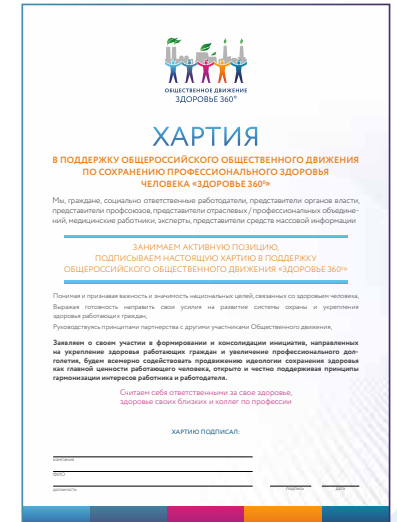 ОБЩЕСТВЕННОЕ ДВИЖЕНИЕ
ЗДОРОВЬЕ 360°
ХАРТИЯ
В ПОДДЕРЖКУ ОБЩЕРОССИЙСКОГО ОБЩЕСТВЕННОГО ДВИЖЕНИЯ
ПО СОХРАНЕНИЮ ПРОФЕССИОНАЛЬНОГО ЗДОРОВЬЯ
ЧЕЛОВЕКА «ЗДОРОВЬЕ 360°»
Мы, граждане, социально ответственные работодатели, представители органов власти,
представители профсоюзов, представители отраслевых / профессиональных объедине-
ний, медицинские работники, эксперты, представители средств массовой информации
ЗАНИМАЕМ АКТИВНУЮ ПОЗИЦИЮ,
ПОДПИСЫВАЕМ НАСТОЯЩУЮ ХАРТИЮ В ПОДДЕРЖКУ
ОБЩЕРОССИЙСКОГО ОБЩЕСТВЕННОГО ДВИЖЕНИЯ «ЗДОРОВЬЕ 360°»
Понимая и признавая важность и значимость национальных целей, связанных со здоровьем человека,
Выражая готовность направить свои усилия на развитие системы охраны и укрепления
здоровья работающих граждан,
Руководствуясь принципами партнерства с другими участниками Общественного движения,
Заявляем о своем участии в формировании и консолидации инициатив, направленных
на укрепление здоровья работающих граждан и увеличение профессионального дол-
голетия, будем всемерно содействовать продвижению идеологии сохранения здоровья
как главной ценности работающего человека, открыто и честно поддерживая принципы
гармонизации интересов работника и работодателя.
Считаем себя ответственными за свое здоровье,
здоровье своих близких и коллег по профессии
ХАРТИЮ ПОДПИСАЛ:
компания
ФИО
должность
подпись
дата